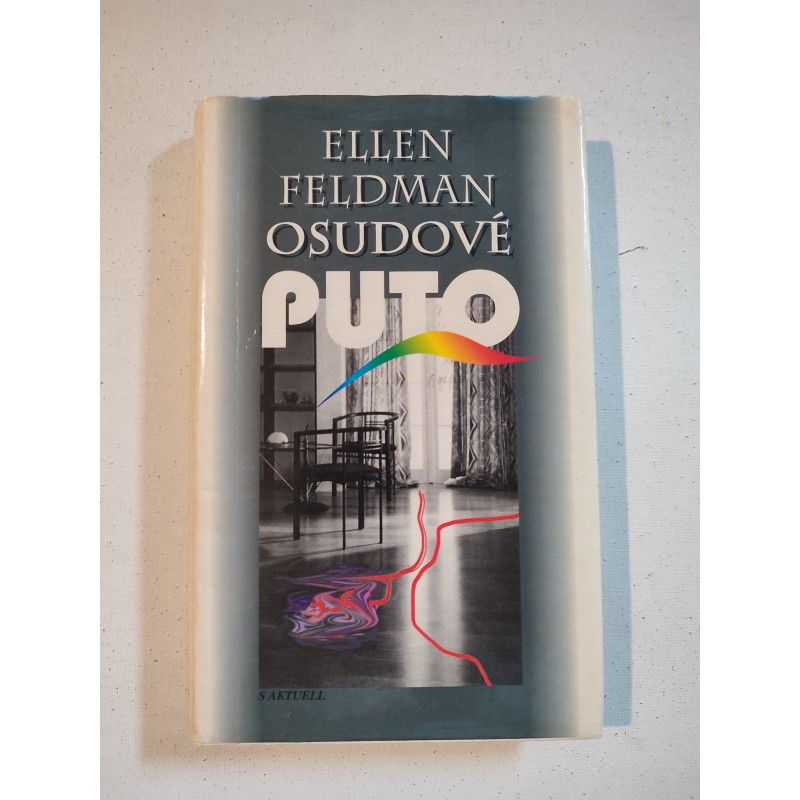 ELLEN
FELDMAN
OSUDOVÉ
PUTO
S AKTUELL